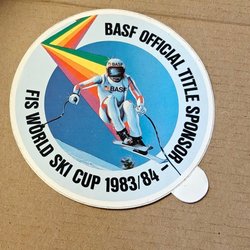 BASF OFFICIAL TITLE SPONSOR
FIS WORLD SKI CUP 1983/84 –
BASF